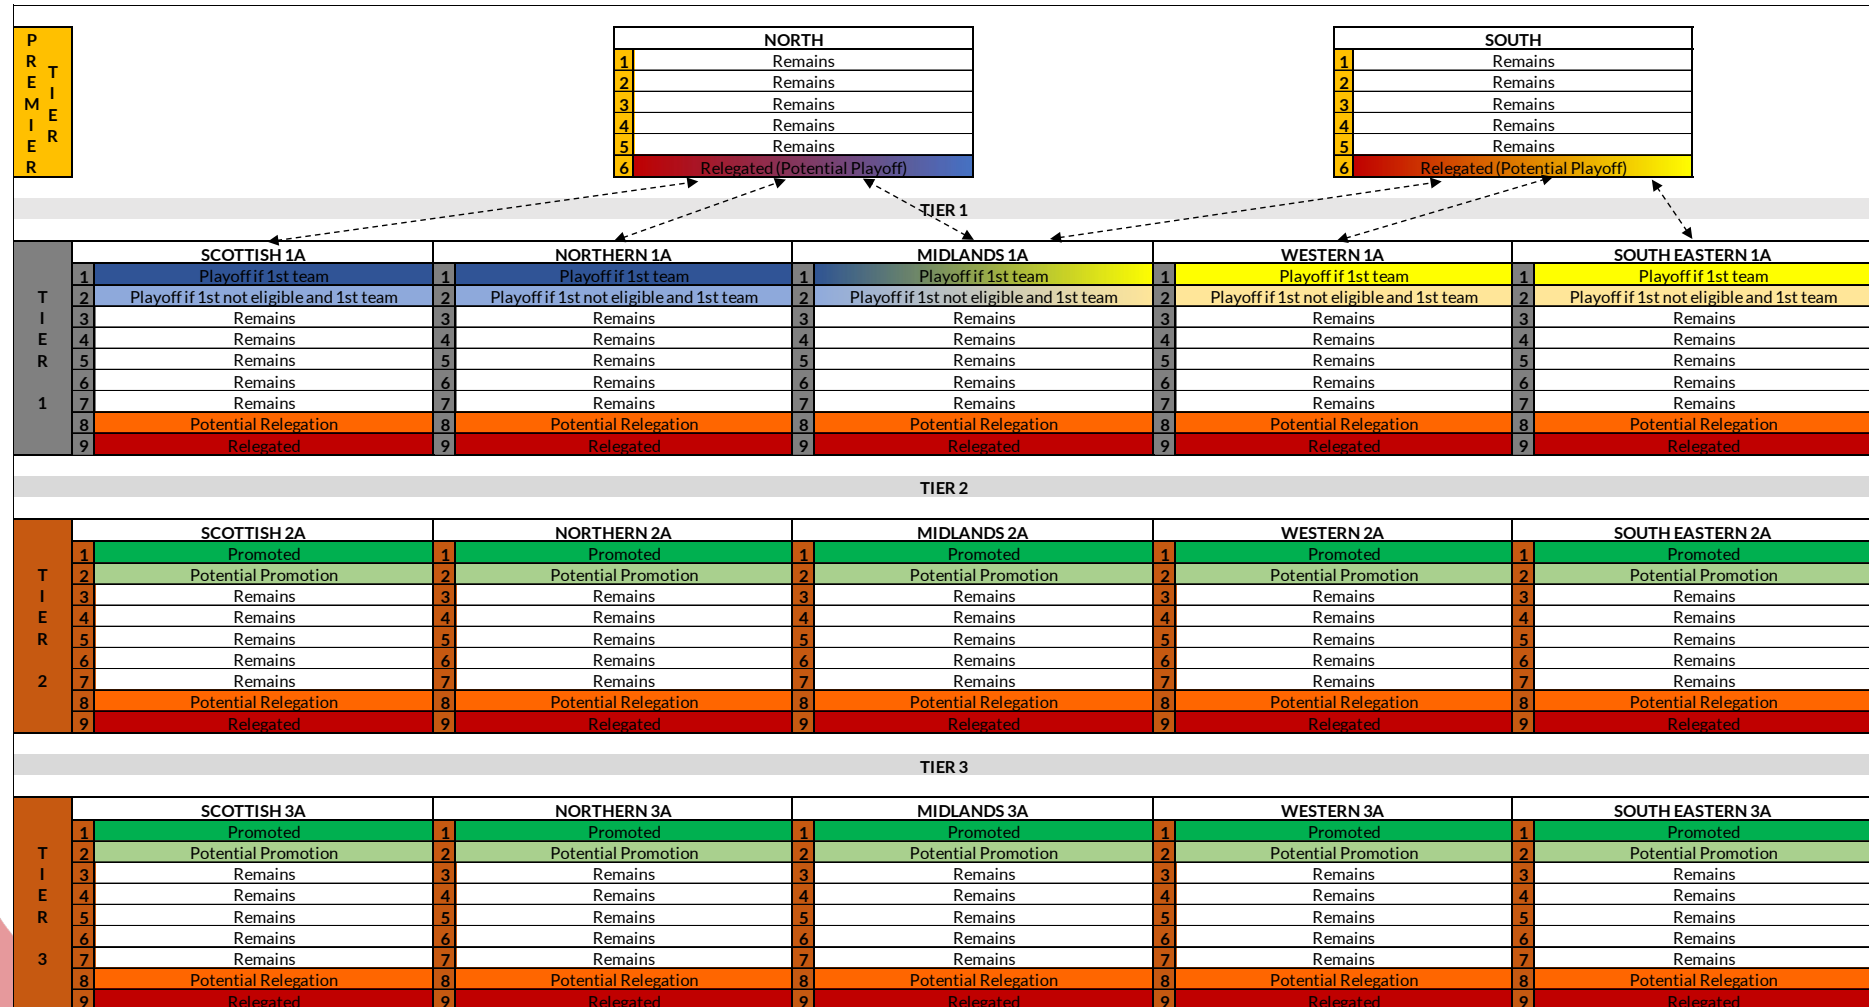 PREMIER TIER
NORTH SOUTH
1 Remains 1 Remains
2 Remains 2 Remains
3 Remains 3 Remains
4 Remains 4 Remains
5 Remains 5 Remains
6 Relegated (Potential Playoff) 6 Relegated (Potential Playoff)
TIER 1
TIER 1
SCOTTISH 1A NORTHERN 1A MIDLANDS 1A WESTERN 1A SOUTH EASTERN 1A
1 Playoff if 1st team 1 Playoff if 1st team 1 Playoff if 1st team 1 Playoff if 1st team 1 Playoff if 1st team
2 Playoff if 1st not eligible and 1st team 2 Playoff if 1st not eligible and 1st team 2 Playoff if 1st not eligible and 1st team 2 Playoff if 1st not eligible and 1st team 2 Playoff if 1st not eligible and 1st team
3 Remains 3 Remains 3 Remains 3 Remains 3 Remains
4 Remains 4 Remains 4 Remains 4 Remains 4 Remains
5 Remains 5 Remains 5 Remains 5 Remains 5 Remains
6 Remains 6 Remains 6 Remains 6 Remains 6 Remains
7 Remains 7 Remains 7 Remains 7 Remains 7 Remains
8 Potential Relegation 8 Potential Relegation 8 Potential Relegation 8 Potential Relegation 8 Potential Relegation
9 Relegated 9 Relegated 9 Relegated 9 Relegated 9 Relegated
TIER 2
TIER 2
SCOTTISH 2A NORTHERN 2A MIDLANDS 2A WESTERN 2A SOUTH EASTERN 2A
1 Promoted 1 Promoted 1 Promoted 1 Promoted 1 Promoted
2 Potential Promotion 2 Potential Promotion 2 Potential Promotion 2 Potential Promotion 2 Potential Promotion
3 Remains 3 Remains 3 Remains 3 Remains 3 Remains
4 Remains 4 Remains 4 Remains 4 Remains 4 Remains
5 Remains 5 Remains 5 Remains 5 Remains 5 Remains
6 Remains 6 Remains 6 Remains 6 Remains 6 Remains
7 Remains 7 Remains 7 Remains 7 Remains 7 Remains
8 Potential Relegation 8 Potential Relegation 8 Potential Relegation 8 Potential Relegation 8 Potential Relegation
9 Relegated 9 Relegated 9 Relegated 9 Relegated 9 Relegated
TIER 3
TIER 3
SCOTTISH 3A NORTHERN 3A MIDLANDS 3A WESTERN 3A SOUTH EASTERN 3A
1 Promoted 1 Promoted 1 Promoted 1 Promoted 1 Promoted
2 Potential Promotion 2 Potential Promotion 2 Potential Promotion 2 Potential Promotion 2 Potential Promotion
3 Remains 3 Remains 3 Remains 3 Remains 3 Remains
4 Remains 4 Remains 4 Remains 4 Remains 4 Remains
5 Remains 5 Remains 5 Remains 5 Remains 5 Remains
6 Remains 6 Remains 6 Remains 6 Remains 6 Remains
7 Remains 7 Remains 7 Remains 7 Remains 7 Remains
8 Potential Relegation 8 Potential Relegation 8 Potential Relegation 8 Potential Relegation 8 Potential Relegation
9 Relegated 9 Relegated 9 Relegated 9 Relegated 9 Relegated